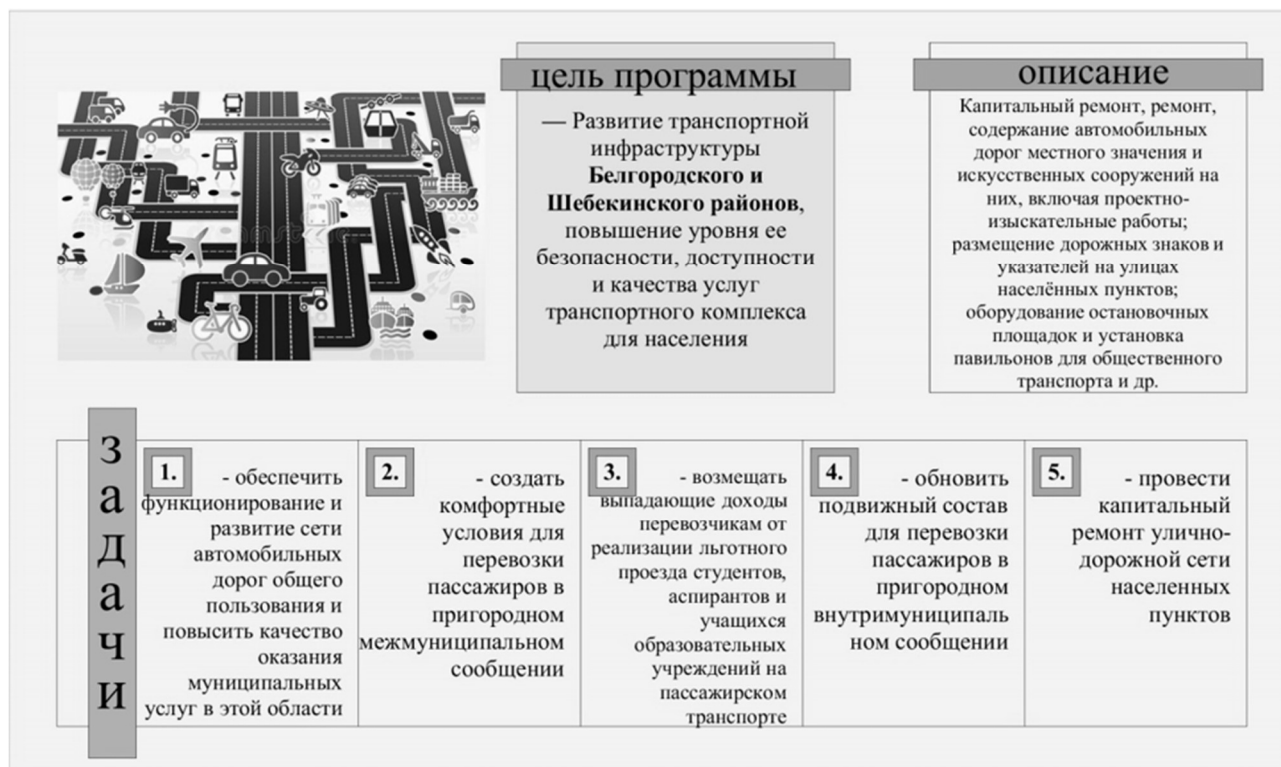 цель программы
— Развитие транспортной
инфраструктуры
Белгородского и
Шебекинского районов,
повышение уровня ее
безопасности, доступности
и качества услуг
транспортного комплекса
для населения
описание
Капитальный ремонт, ремонт,
содержание автомобильных
дорог местного значения и
искусственных сооружений на
них, включая проектно-
изыскательные работы;
размещение дорожных знаков и
указателей на улицах
населённых пунктов;
оборудование остановочных
площадок и установка
павильонов для общественного
транспорта и др.
задачи
1.
- обеспечить
функционирование и
развитие сети
автомобильных
дорог общего
пользования и
повысить качество
оказания
муниципальных
услуг в этой области
2.
- создать
комфортные
условия для
перевозки
пассажиров в
пригородном
межмуниципальном
сообщении
3.
- возмещать
выпадающие доходы
перевозчикам от
реализации льготного
проезда студентов,
аспирантов и
учащихся
образовательных
учреждений на
пассажирском
транспорте
4.
- обновить
подвижный состав
для перевозки
пассажиров в
пригородном
внутримуниципаль
ном сообщении
5.
- провести
капитальный
ремонт улично-
дорожной сети
населенных
пунктов